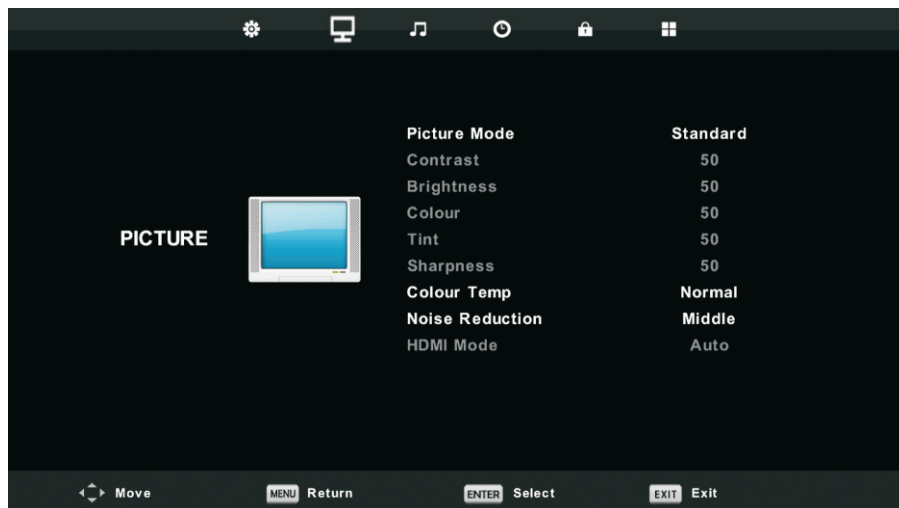 Picture Mode Standard
Contrast 50
Brightness 50
Colour 50
PICTURE
Tint 50
Sharpness 50
Colour Temp Normal
Noise Reduction Middle
HDMI Mode Auto
Move MENU Return ENTER Select EXIT Exit